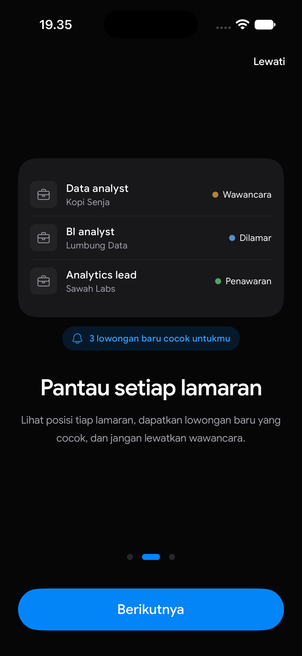 19.35
Lewati
Data analyst
Kopi Senja
Wawancara
BI analyst
Lumbung Data
Dilamar
Analytics lead
Sawah Labs
Penawaran
3 lowongan baru cocok untukmu
Pantau setiap lamaran
Lihat posisi tiap lamaran, dapatkan lowongan baru yang
cocok, dan jangan lewatkan wawancara.
Berikutnya